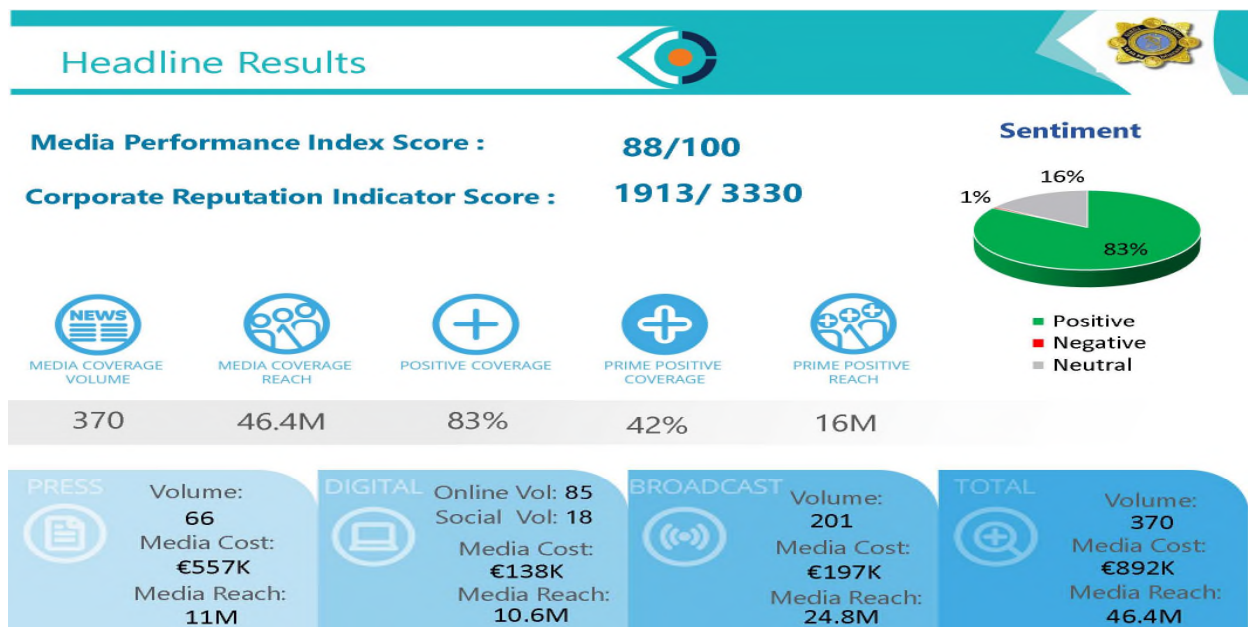 Headline Results
Media Performance Index Score :
88/100
Corporate Reputation Indicator Score :
1913/ 3330
Sentiment
16%
1%
83%
Positive
Negative
Neutral
NEWS
MEDIA COVERAGE
VOLUME
MEDIA COVERAGE
REACH
POSITIVE COVERAGE
PRIME POSITIVE
COVERAGE
PRIME POSITIVE
REACH
370
46.4M
83%
42%
16M
PRESS
Volume:
66
Media Cost:
€557K
Media Reach:
11M
DIGITAL
Online Vol: 85
Social Vol: 18
Media Cost:
€138K
Media Reach:
10.6M
BROADCAST
Volume:
201
Media Cost:
€197K
Media Reach:
24.8M
TOTAL
Volume:
370
Media Cost:
€892K
Media Reach:
46.4M